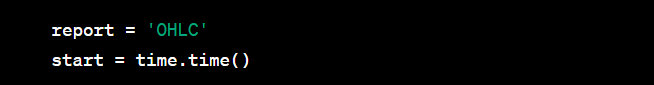 report = 'OHLC'
start = time.time()